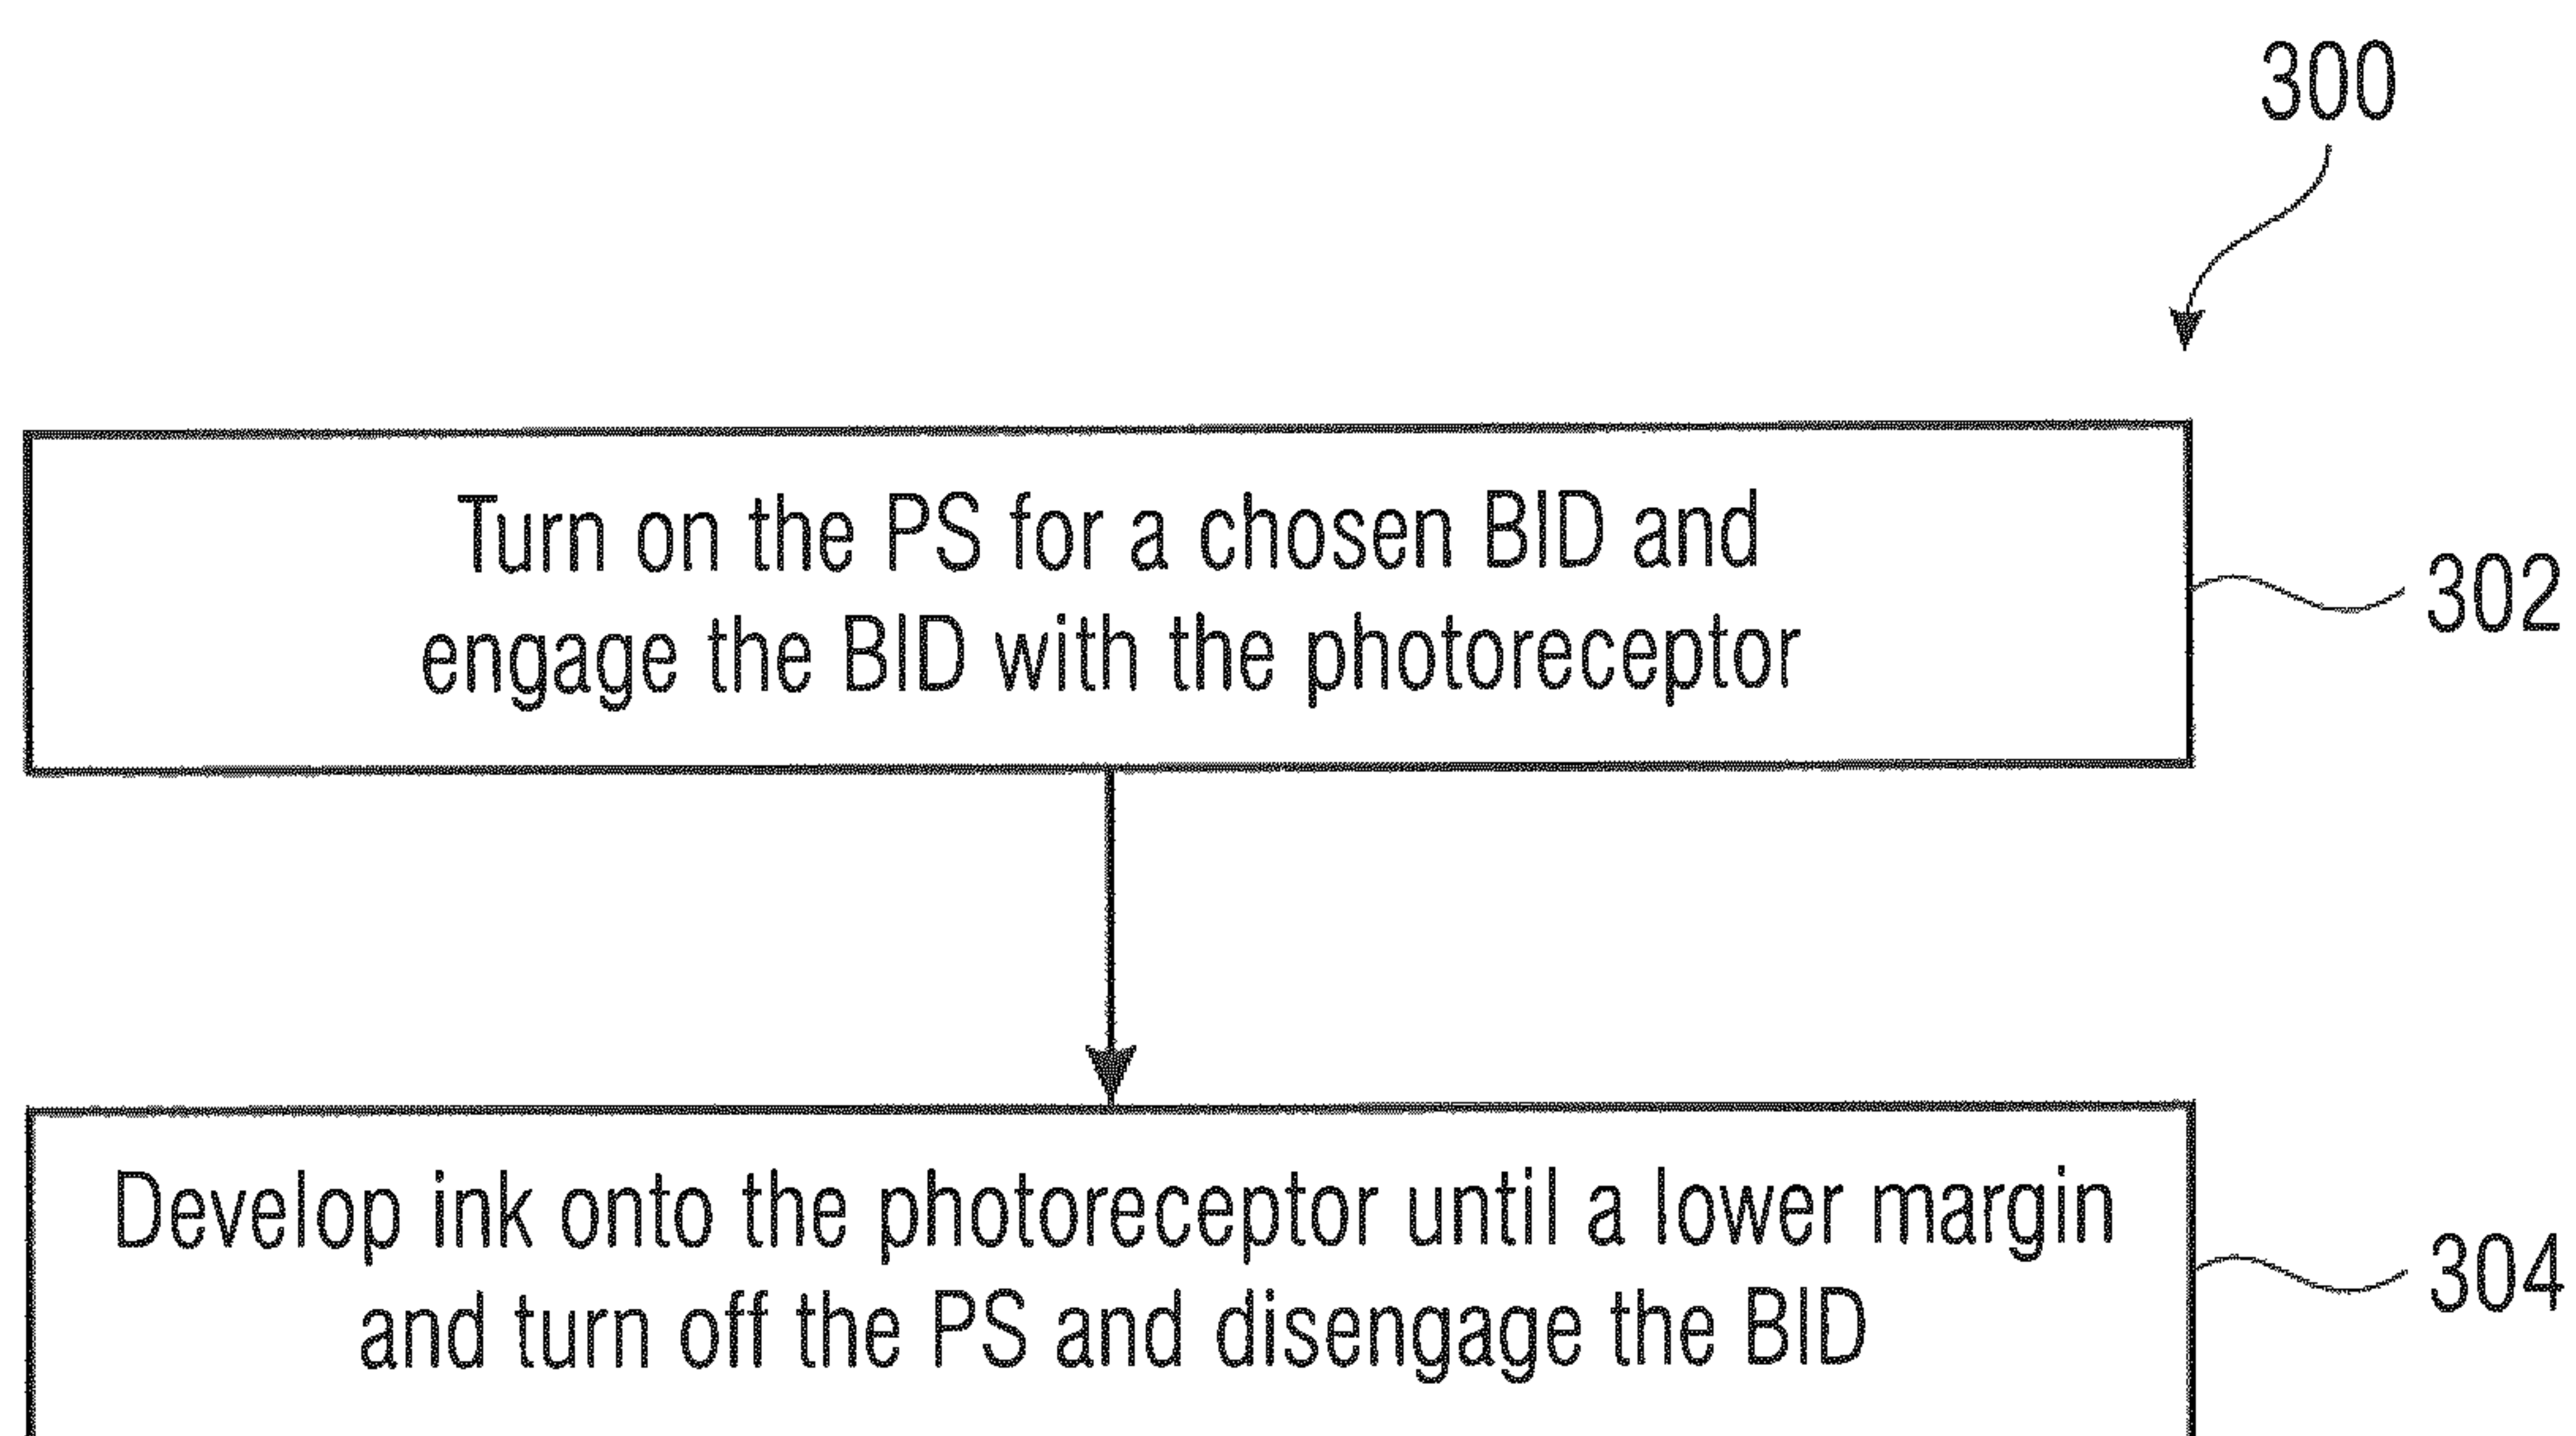 300
Turn on the PS for a chosen BID and
engage the BID with the photoreceptor
302
Develop ink onto the photoreceptor until a lower margin
and turn off the PS and disengage the BID
304